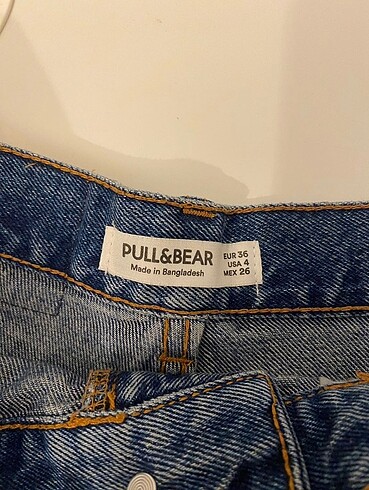 PULL&BEAR
Made in Bangladesh
EUR 36
USA 4
MEX 26